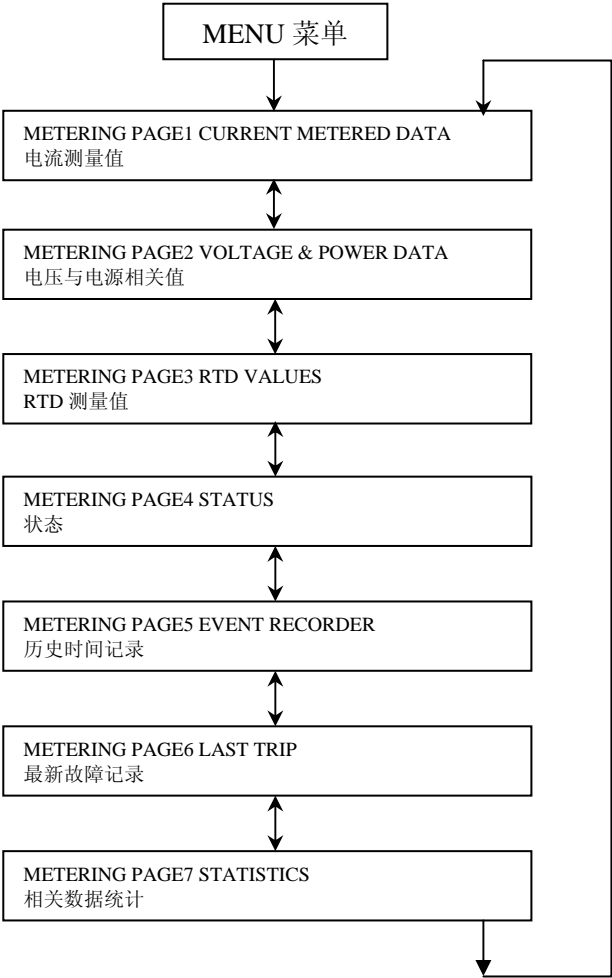 MENU 菜单
METERING PAGE1 CURRENT METERED DATA
电流测量值
METERING PAGE2 VOLTAGE & POWER DATA
电压与电源相关值
METERING PAGE3 RTD VALUES
RTD 测量值
METERING PAGE4 STATUS
状态
METERING PAGE5 EVENT RECORDER
历史时间记录
METERING PAGE6 LAST TRIP
最新故障记录
METERING PAGE7 STATISTICS
相关数据统计